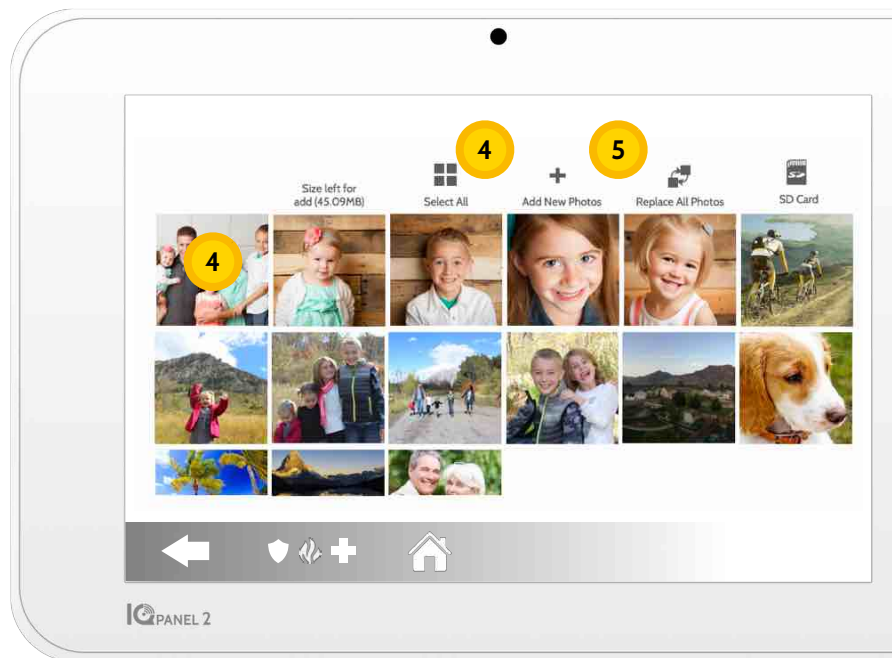 4
5
Size left for
add (45.09MB)
Select All
Add New Photos
Replace All Photos
SD Card
4
IQ PANEL 2